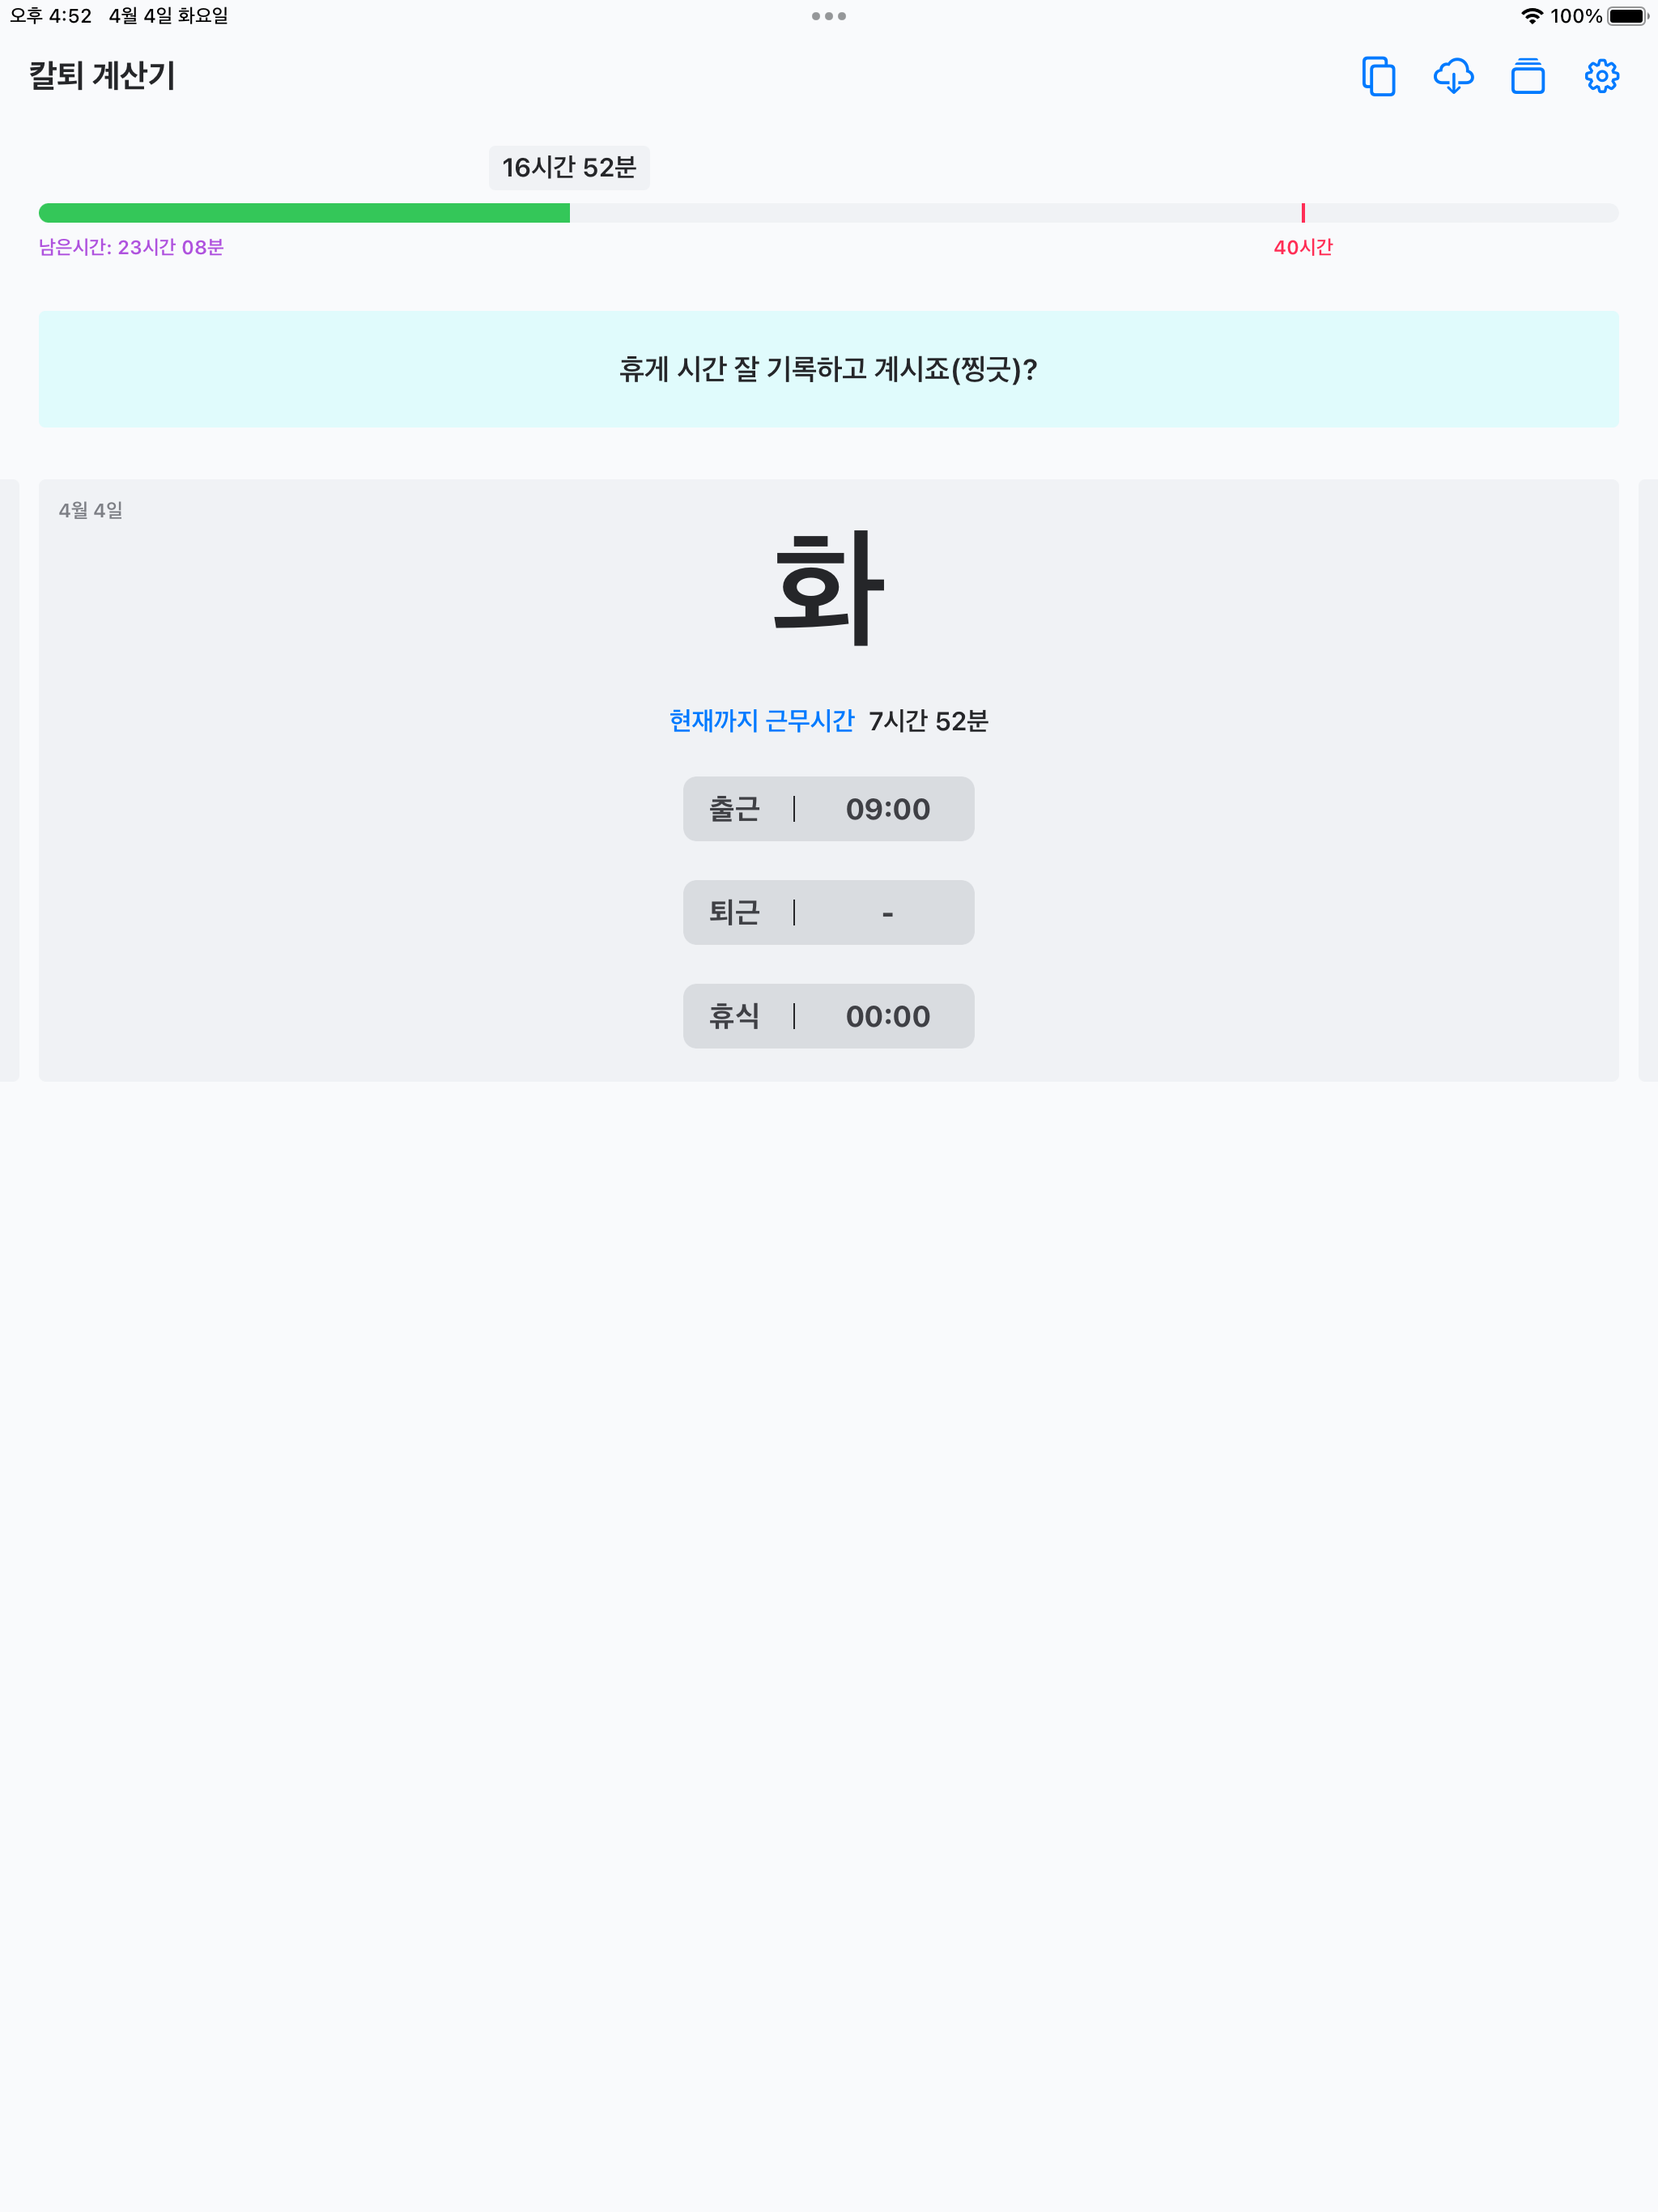 오후 4:52 4월 4일 화요일 100%
칼퇴 계산기
16시간 52분
남은시간: 23시간 08분 40시간
휴게 시간 잘 기록하고 계시죠(찡긋)?
4월 4일
화
현재까지 근무시간 7시간 52분
출근 09:00
퇴근 -
휴식 00:00